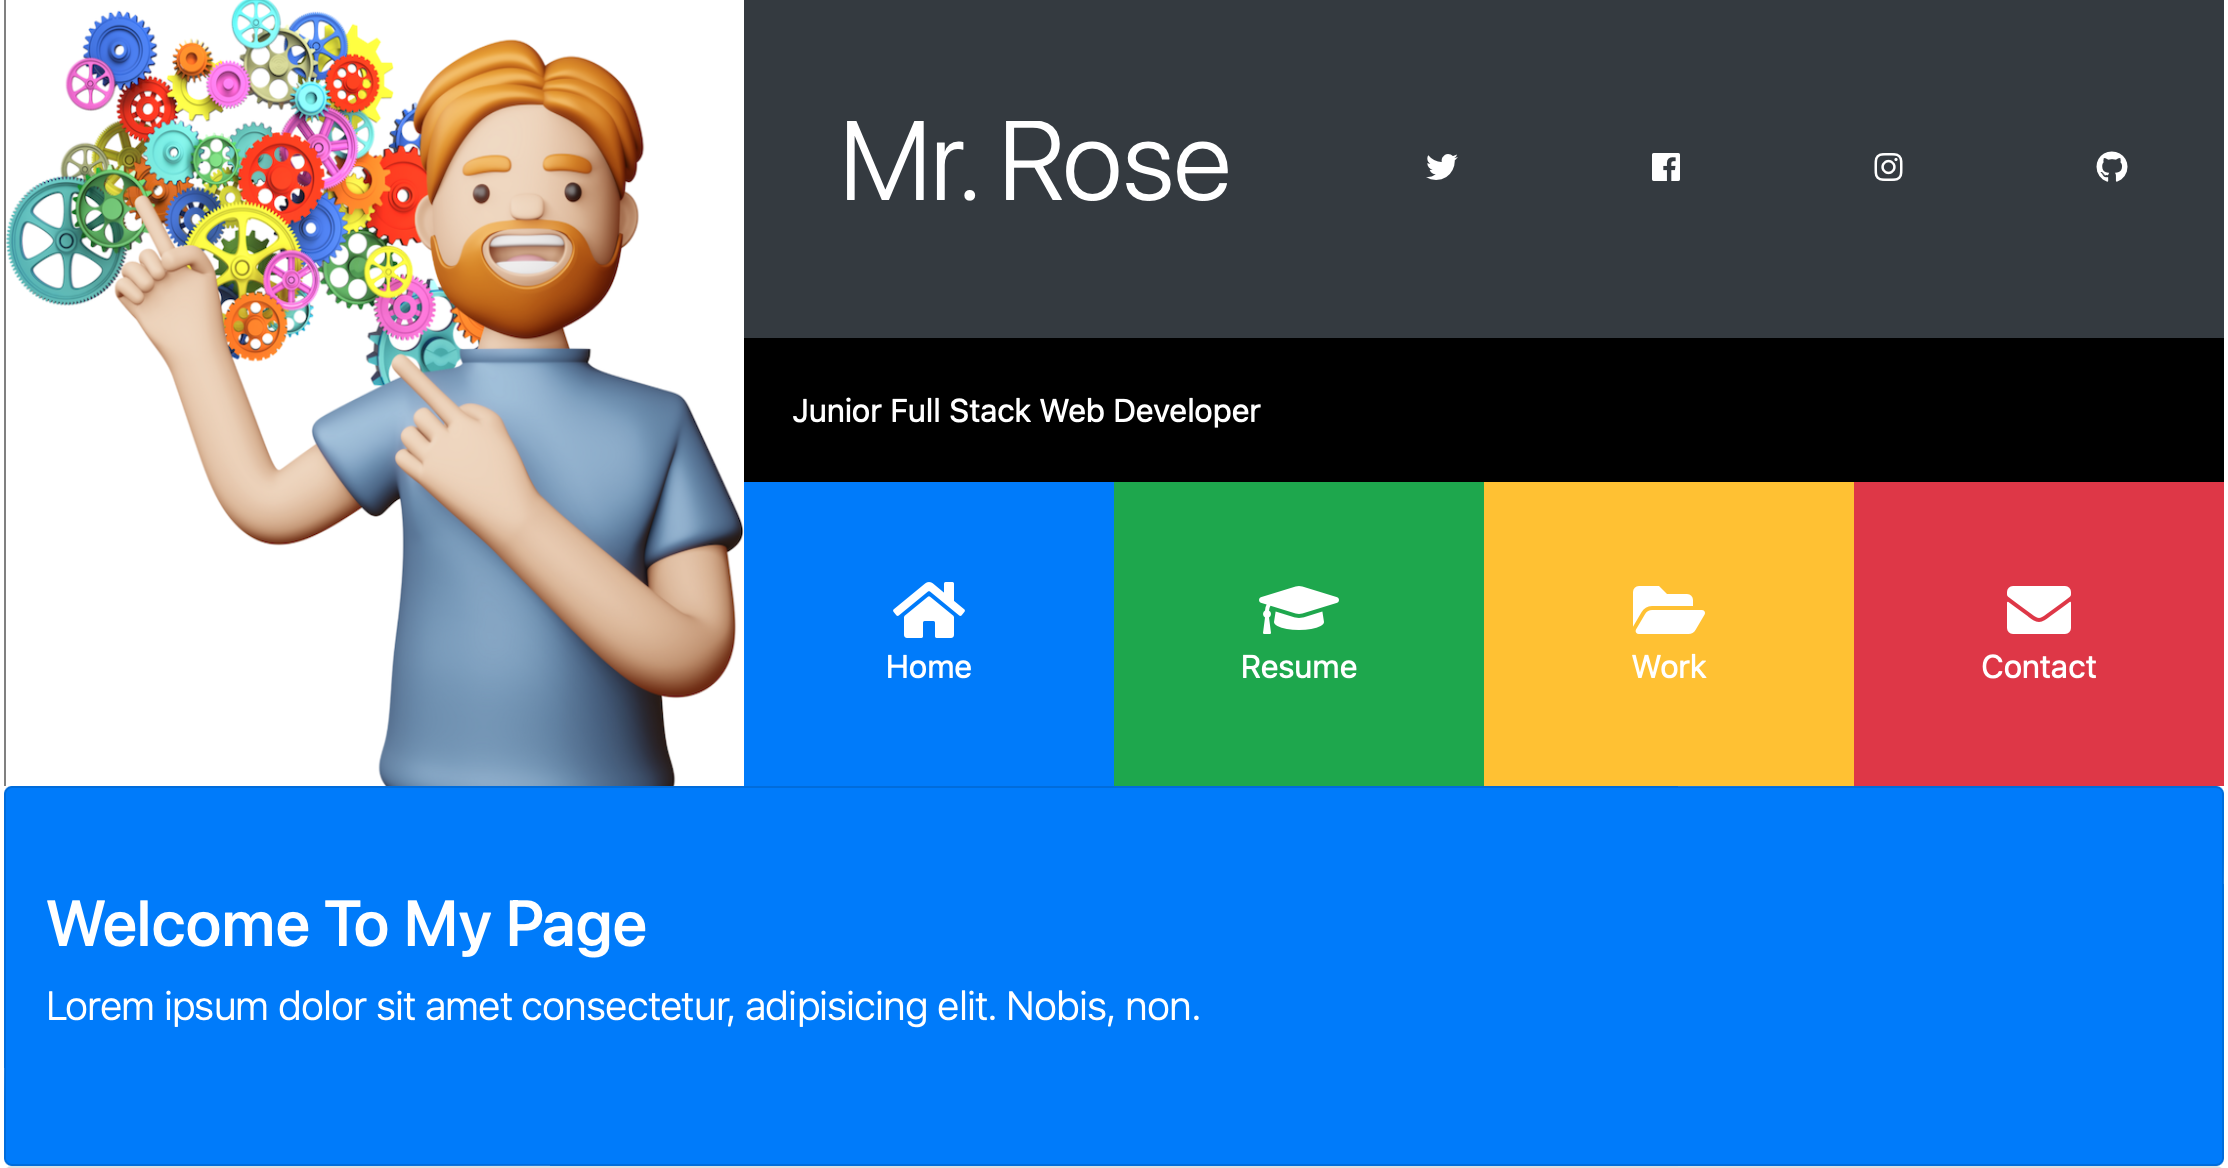 Mr. Rose
Junior Full Stack Web Developer
Home
Resume
Work
Contact
Welcome To My Page
Lorem ipsum dolor sit amet consectetur, adipisicing elit. Nobis, non.